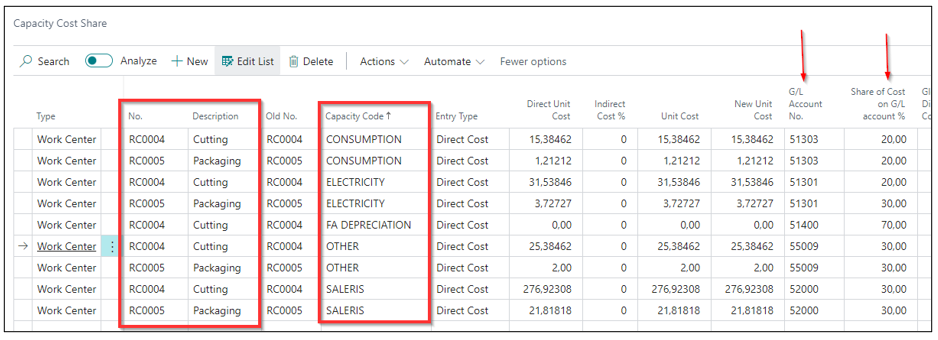 Capacity Cost Share
Search Analyze New Edit List Delete Actions Automate Fewer options
Type No. Description Old No. Capacity Code ↑ Entry Type Direct Unit Cost Indirect Cost % Unit Cost New Unit Cost G/L Account No. Share of Cost on G/L account %
Work Center RC0004 Cutting RC0004 CONSUMPTION Direct Cost 15,38462 0 15,38462 15,38462 51303 20,00
Work Center RC0005 Packaging RC0005 CONSUMPTION Direct Cost 1,21212 0 1,21212 1,21212 51303 20,00
Work Center RC0004 Cutting RC0004 ELECTRICITY Direct Cost 31,53846 0 31,53846 31,53846 51301 20,00
Work Center RC0005 Packaging RC0005 ELECTRICITY Direct Cost 3,72727 0 3,72727 3,72727 51301 30,00
Work Center RC0004 Cutting RC0004 FA DEPRECIATION Direct Cost 0,00 0 0,00 0,00 51400 70,00
Work Center RC0004 Cutting RC0004 OTHER Direct Cost 25,38462 0 25,38462 25,38462 55009 30,00
Work Center RC0005 Packaging RC0005 OTHER Direct Cost 2,00 0 2,00 2,00 55009 30,00
Work Center RC0004 Cutting RC0004 SALERIS Direct Cost 276,92308 0 276,92308 276,92308 52000 30,00
Work Center RC0005 Packaging RC0005 SALERIS Direct Cost 21,81818 0 21,81818 21,81818 52000 30,00